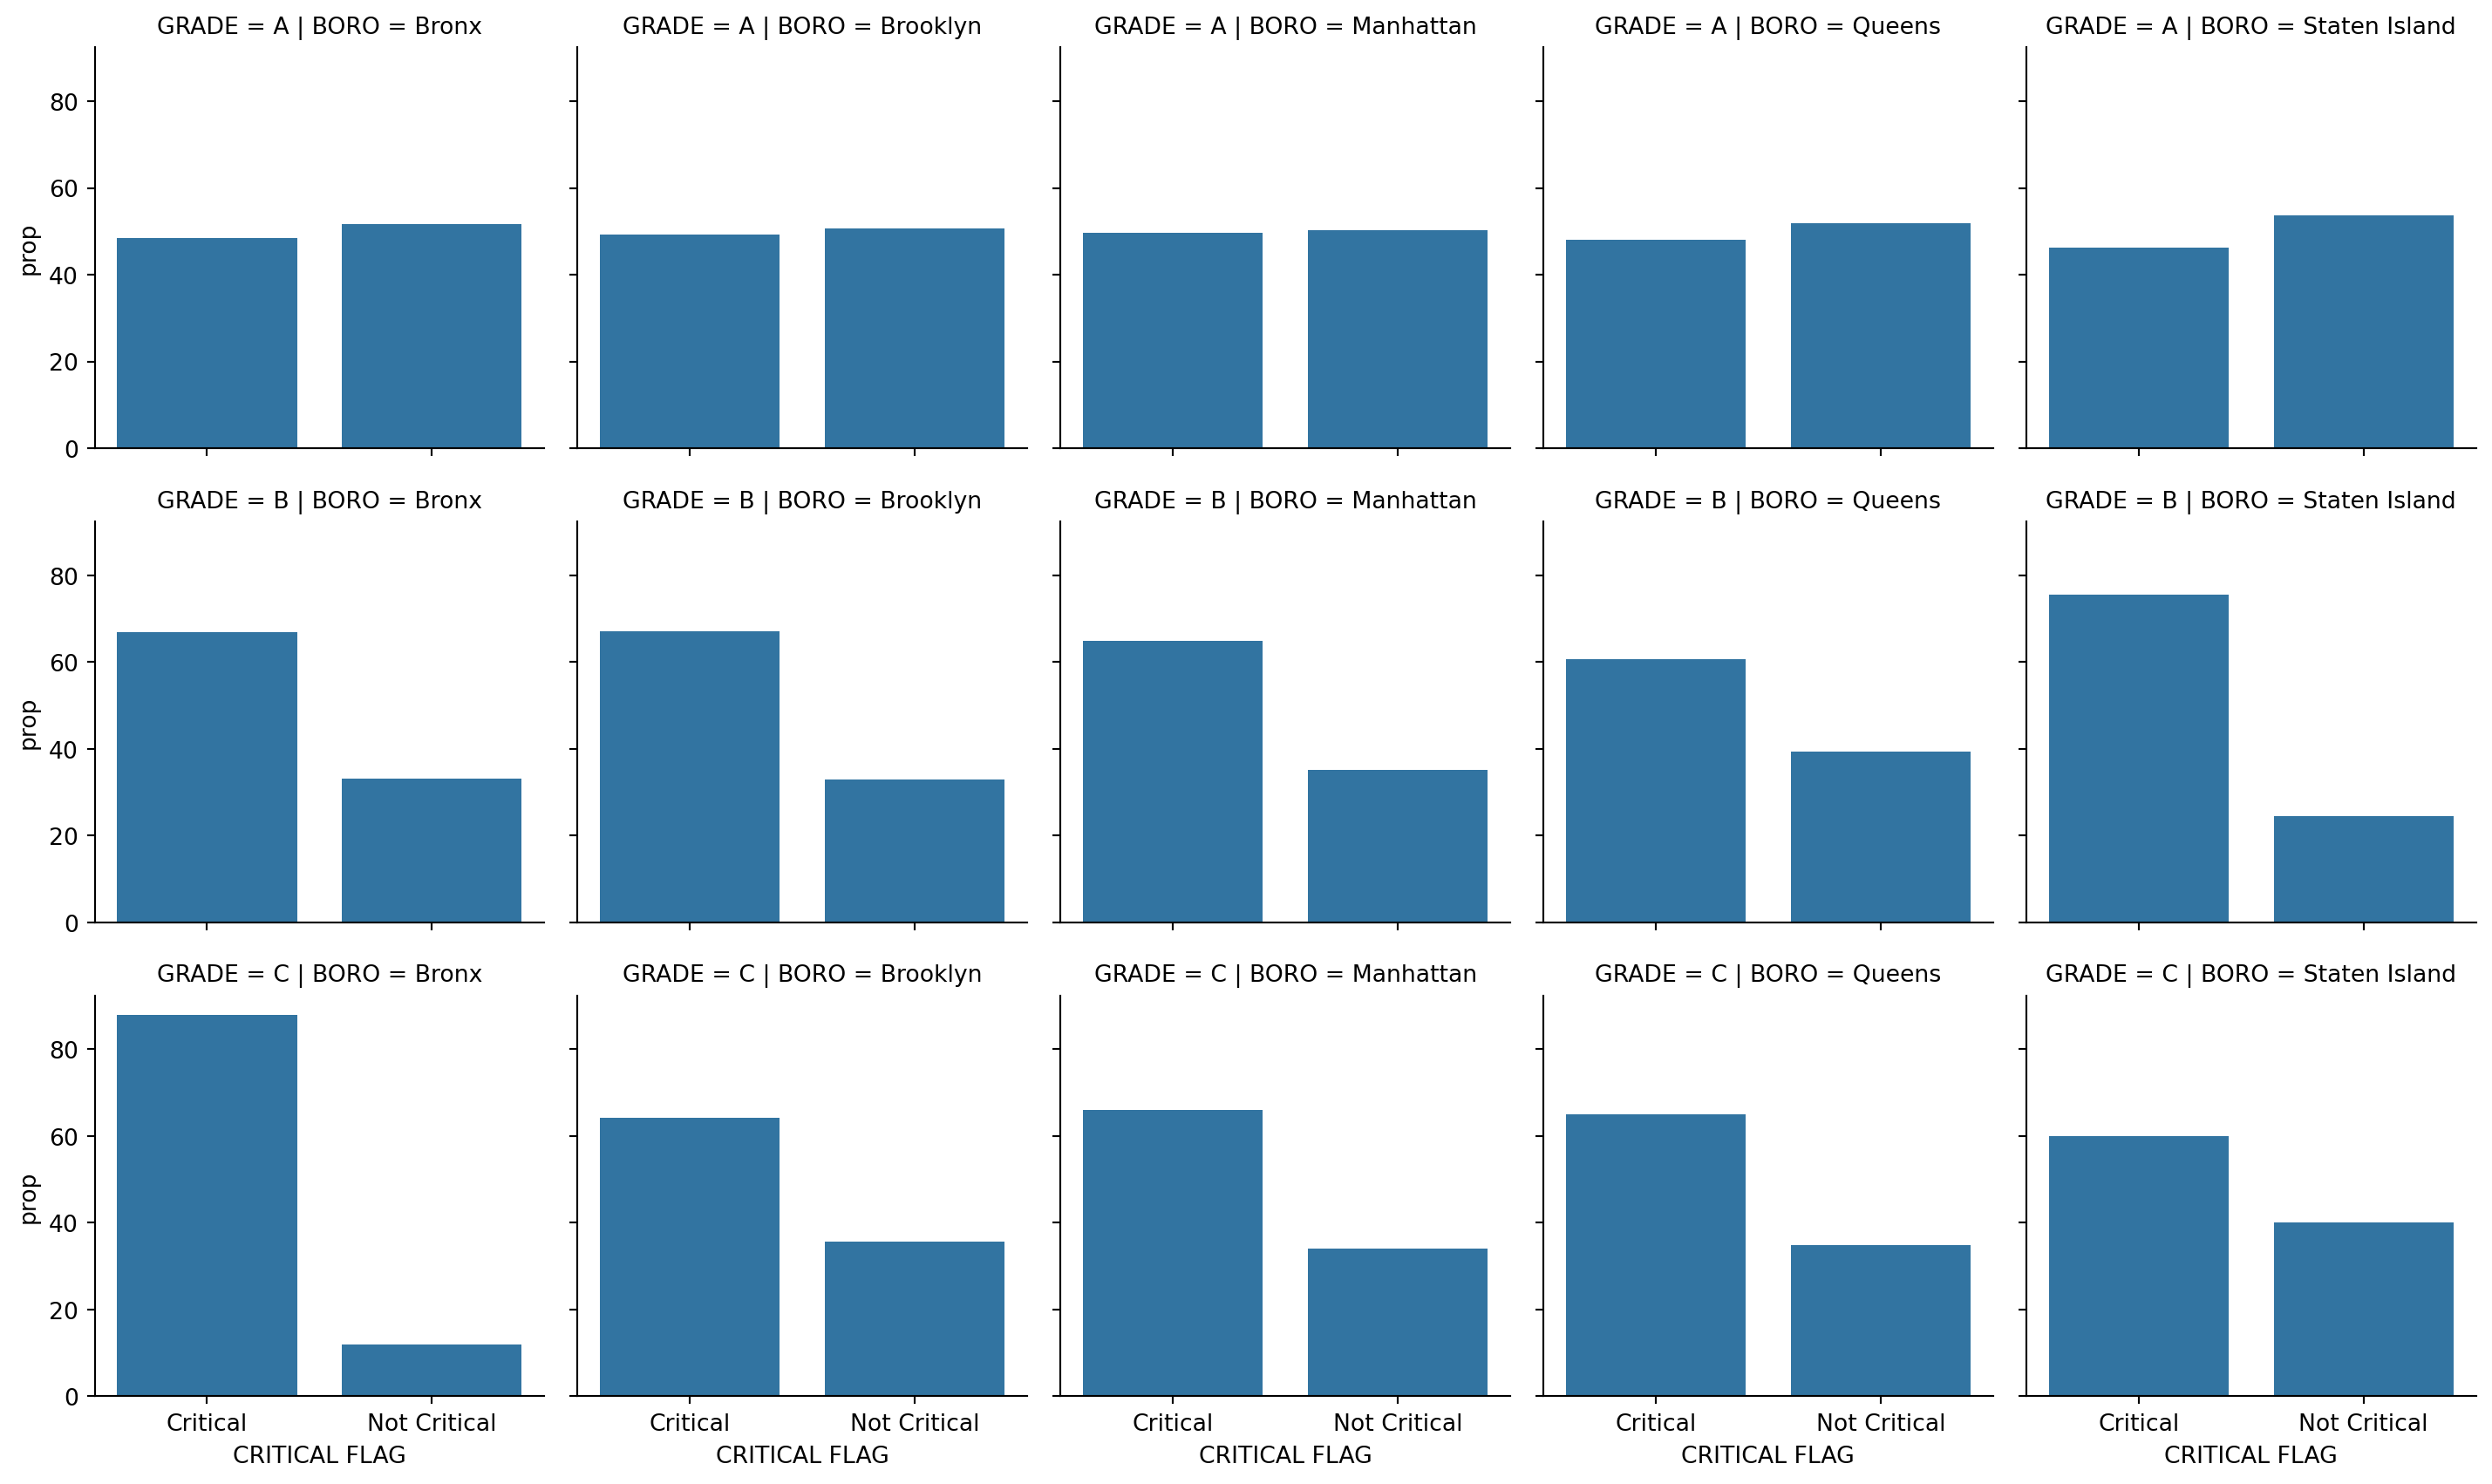 GRADE = A | BORO = Bronx
GRADE = A | BORO = Brooklyn
GRADE = A | BORO = Manhattan
GRADE = A | BORO = Queens
GRADE = A | BORO = Staten Island
80
60
40
20
0
prop
GRADE = B | BORO = Bronx
GRADE = B | BORO = Brooklyn
GRADE = B | BORO = Manhattan
GRADE = B | BORO = Queens
GRADE = B | BORO = Staten Island
80
60
40
20
0
prop
GRADE = C | BORO = Bronx
GRADE = C | BORO = Brooklyn
GRADE = C | BORO = Manhattan
GRADE = C | BORO = Queens
GRADE = C | BORO = Staten Island
80
60
40
20
0
prop
Critical Not Critical
CRITICAL FLAG
Critical Not Critical
CRITICAL FLAG
Critical Not Critical
CRITICAL FLAG
Critical Not Critical
CRITICAL FLAG
Critical Not Critical
CRITICAL FLAG